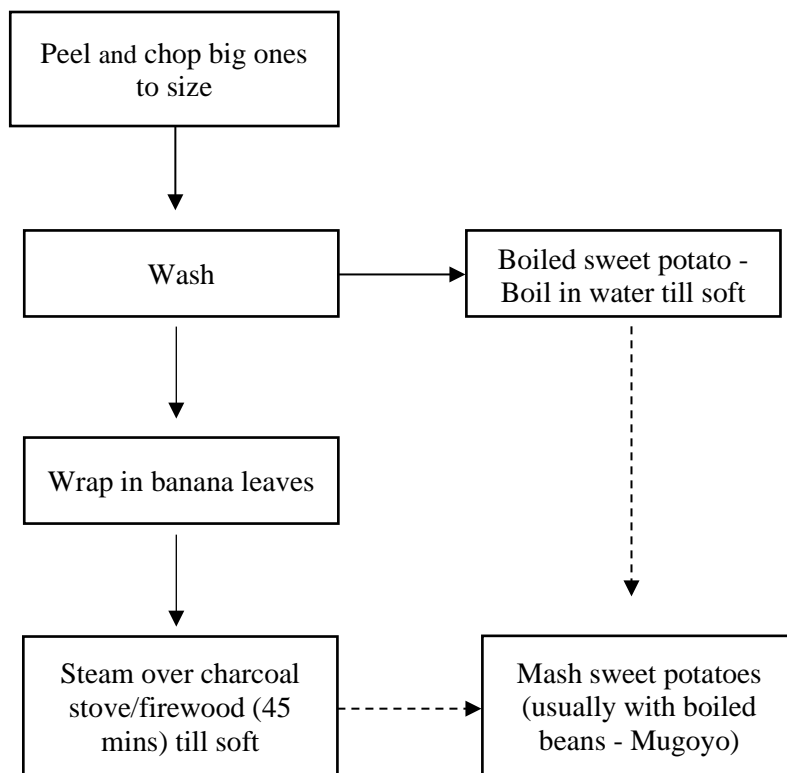 Peel and chop big ones
to size
Wash
Boiled sweet potato -
Boil in water till soft
Wrap in banana leaves
Steam over charcoal
stove/firewood (45
mins) till soft
Mash sweet potatoes
(usually with boiled
beans - Mugoyo)